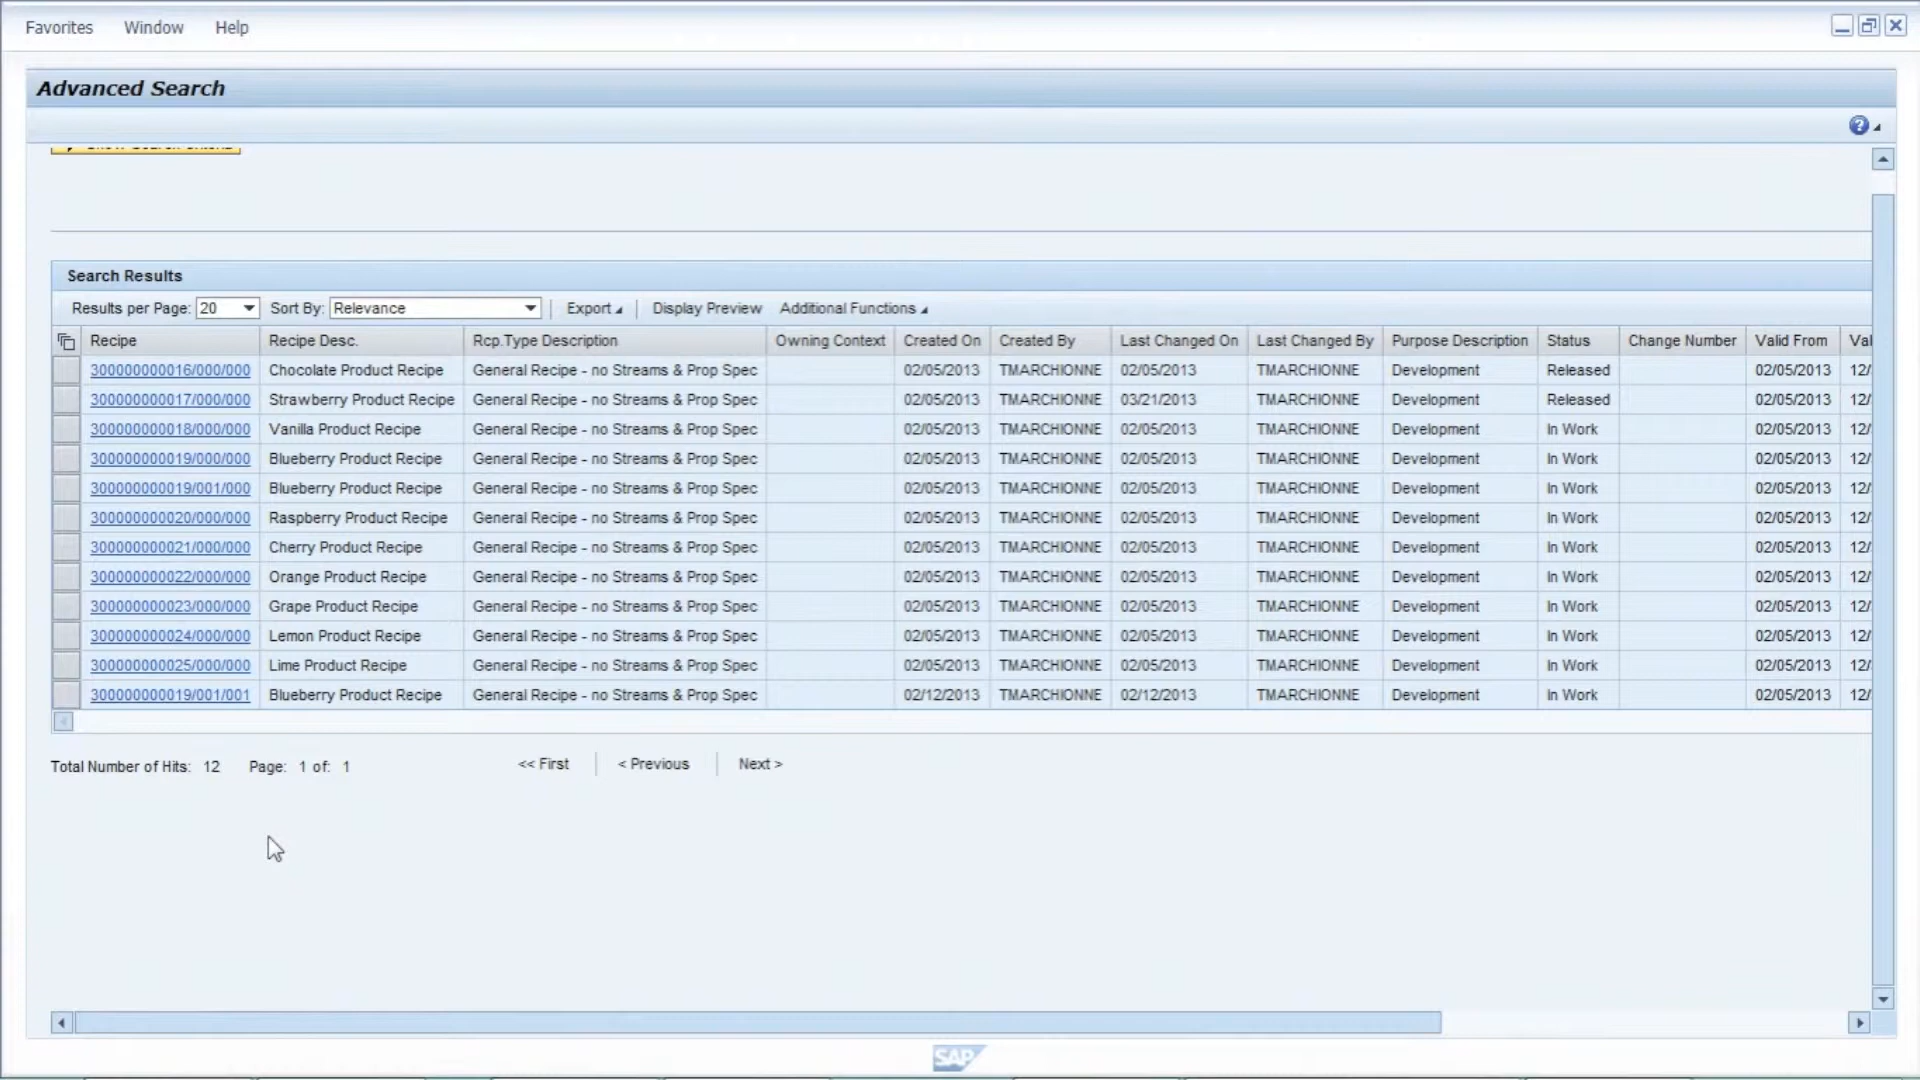 Favorites Window Help
Advanced Search
Show Search Criteria
Search Results
Results per Page: 20 Sort By: Relevance Export Display Preview Additional Functions
Recipe Recipe Desc. Rcp.Type Description Owning Context Created On Created By Last Changed On Last Changed By Purpose Description Status Change Number Valid From Val
300000000016/000/000 Chocolate Product Recipe General Recipe - no Streams & Prop Spec 02/05/2013 TMARCHIONNE 02/05/2013 TMARCHIONNE Development Released 02/05/2013 12/
300000000017/000/000 Strawberry Product Recipe General Recipe - no Streams & Prop Spec 02/05/2013 TMARCHIONNE 03/21/2013 TMARCHIONNE Development Released 02/05/2013 12/
300000000018/000/000 Vanilla Product Recipe General Recipe - no Streams & Prop Spec 02/05/2013 TMARCHIONNE 02/05/2013 TMARCHIONNE Development In Work 02/05/2013 12/
300000000019/000/000 Blueberry Product Recipe General Recipe - no Streams & Prop Spec 02/05/2013 TMARCHIONNE 02/05/2013 TMARCHIONNE Development In Work 02/05/2013 12/
300000000019/001/000 Blueberry Product Recipe General Recipe - no Streams & Prop Spec 02/05/2013 TMARCHIONNE 02/05/2013 TMARCHIONNE Development In Work 02/05/2013 12/
300000000020/000/000 Raspberry Product Recipe General Recipe - no Streams & Prop Spec 02/05/2013 TMARCHIONNE 02/05/2013 TMARCHIONNE Development In Work 02/05/2013 12/
300000000021/000/000 Cherry Product Recipe General Recipe - no Streams & Prop Spec 02/05/2013 TMARCHIONNE 02/05/2013 TMARCHIONNE Development In Work 02/05/2013 12/
300000000022/000/000 Orange Product Recipe General Recipe - no Streams & Prop Spec 02/05/2013 TMARCHIONNE 02/05/2013 TMARCHIONNE Development In Work 02/05/2013 12/
300000000023/000/000 Grape Product Recipe General Recipe - no Streams & Prop Spec 02/05/2013 TMARCHIONNE 02/05/2013 TMARCHIONNE Development In Work 02/05/2013 12/
300000000024/000/000 Lemon Product Recipe General Recipe - no Streams & Prop Spec 02/05/2013 TMARCHIONNE 02/05/2013 TMARCHIONNE Development In Work 02/05/2013 12/
300000000025/000/000 Lime Product Recipe General Recipe - no Streams & Prop Spec 02/05/2013 TMARCHIONNE 02/05/2013 TMARCHIONNE Development In Work 02/05/2013 12/
300000000019/001/001 Blueberry Product Recipe General Recipe - no Streams & Prop Spec 02/12/2013 TMARCHIONNE 02/12/2013 TMARCHIONNE Development In Work 02/05/2013 12/
Total Number of Hits: 12 Page: 1 of: 1 << First < Previous Next >
SAP